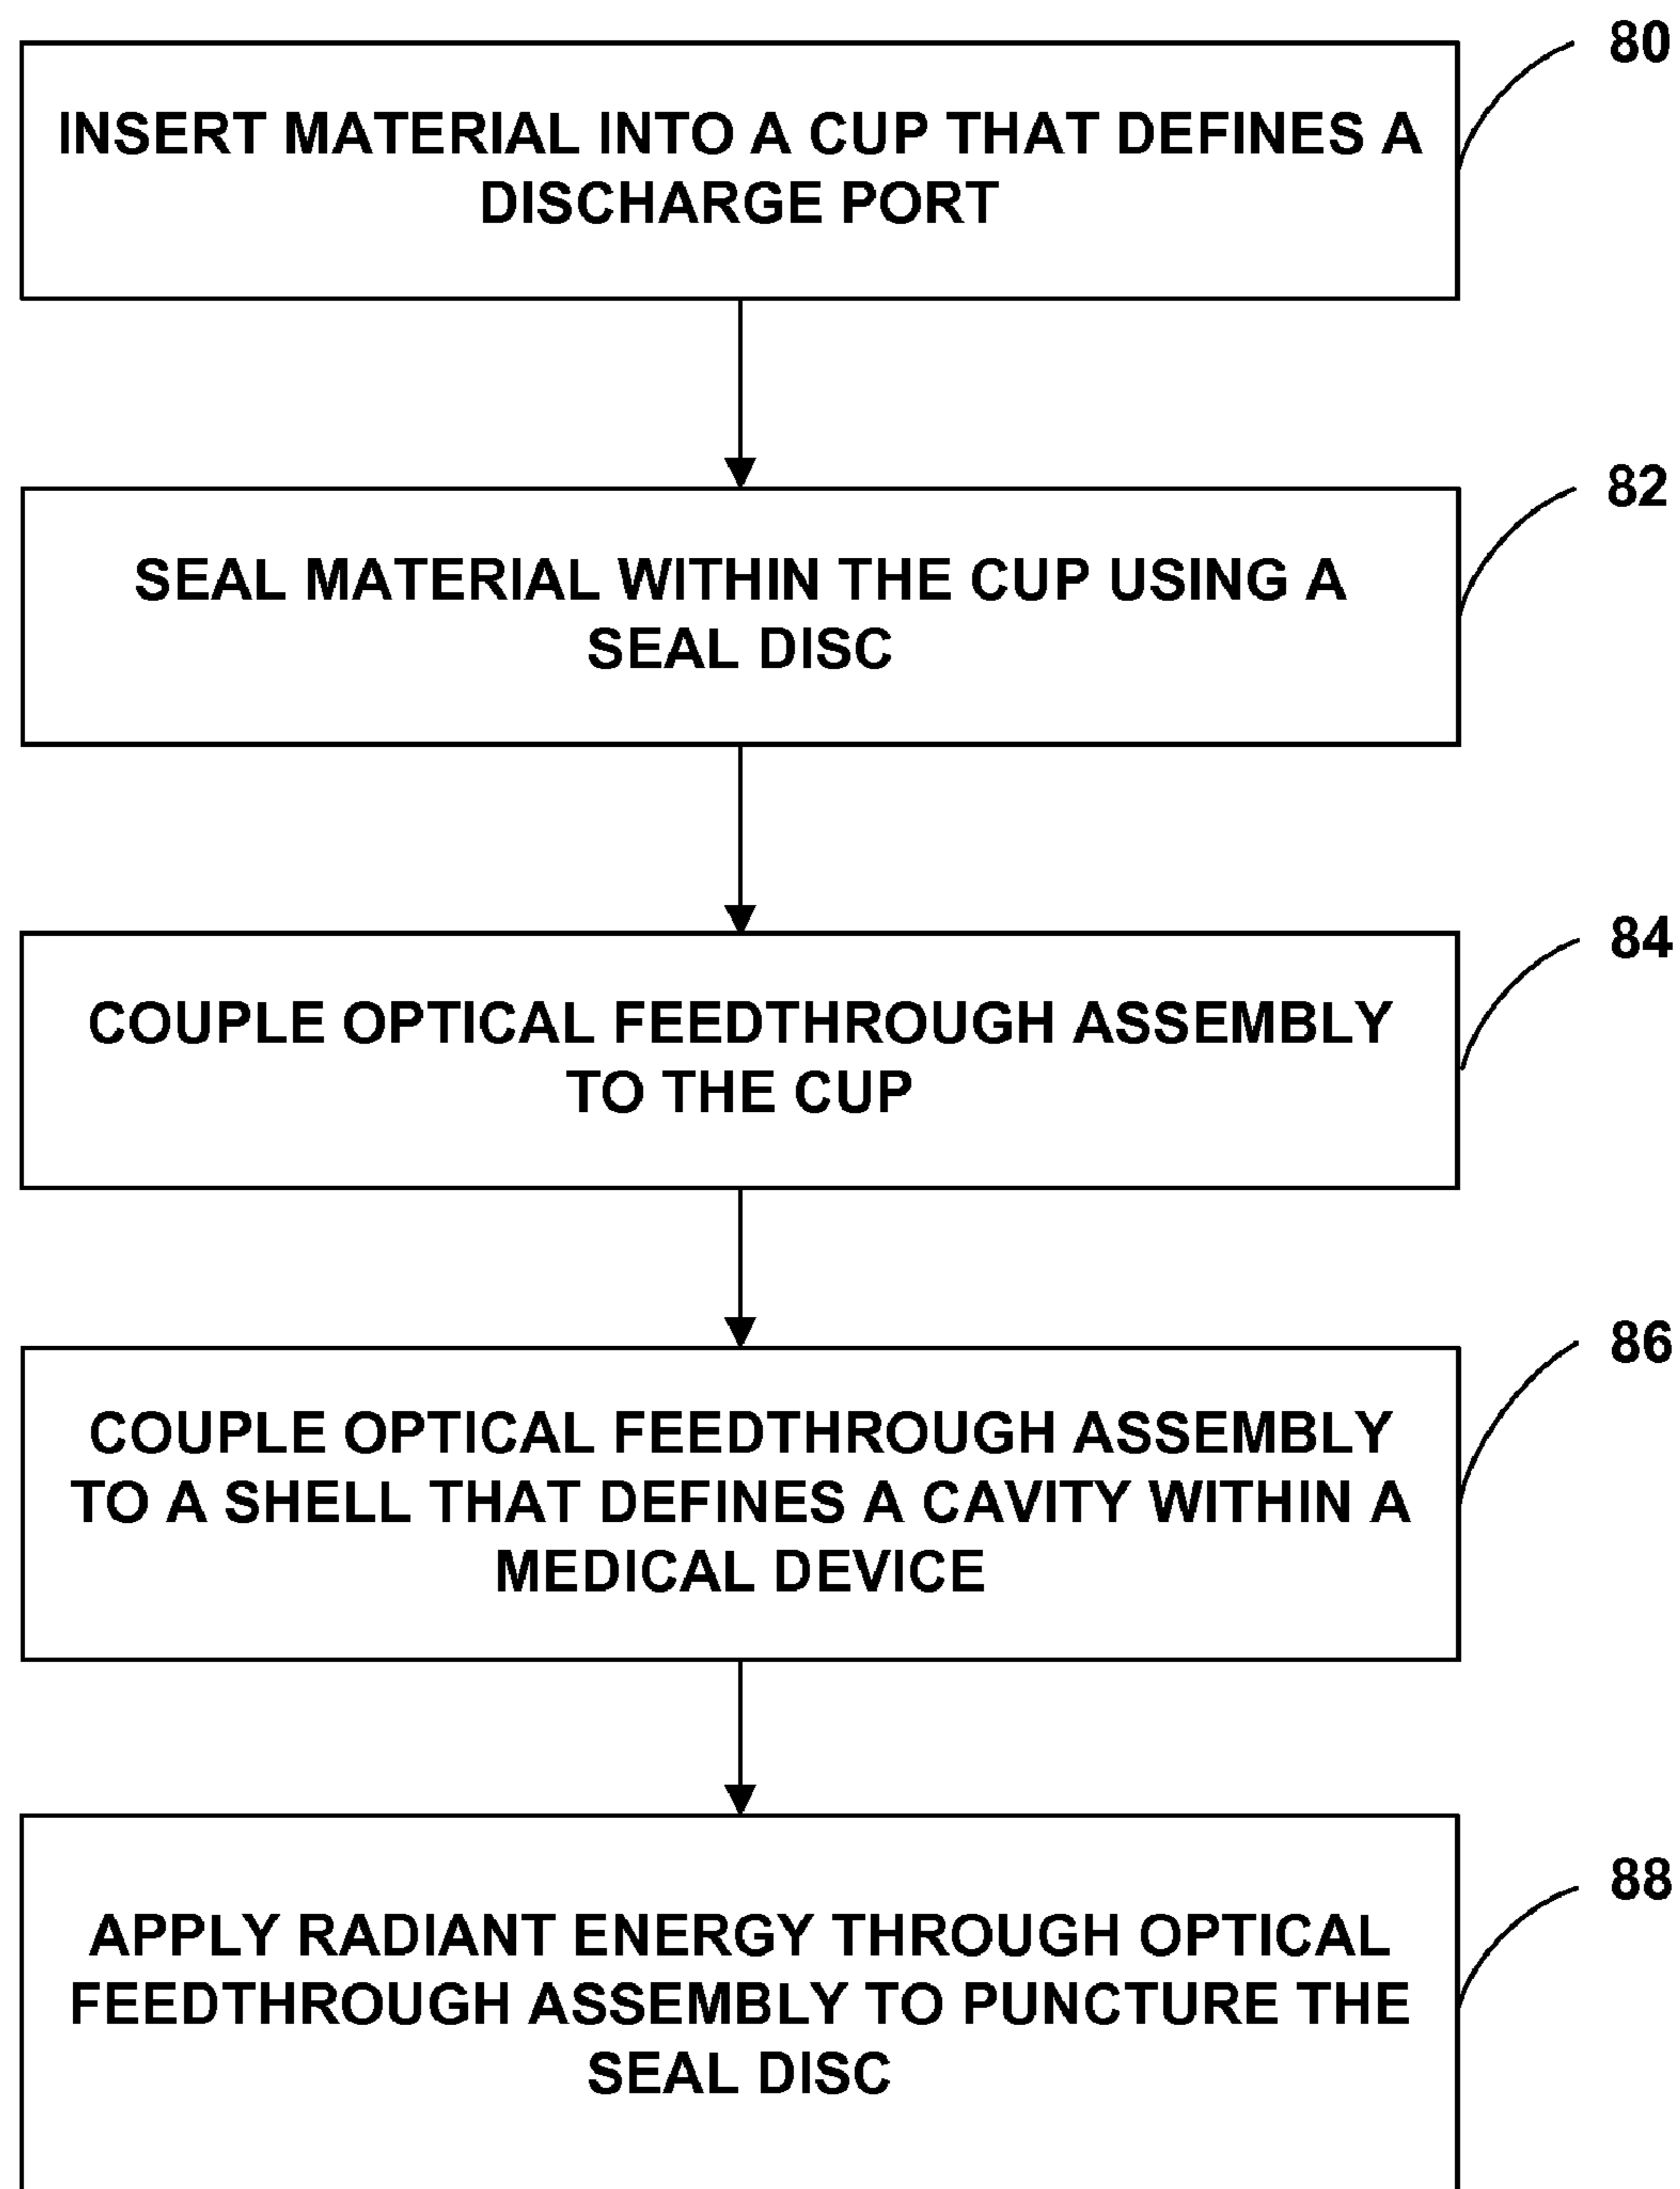 80
INSERT MATERIAL INTO A CUP THAT DEFINES A
DISCHARGE PORT
82
SEAL MATERIAL WITHIN THE CUP USING A
SEAL DISC
84
COUPLE OPTICAL FEEDTHROUGH ASSEMBLY
TO THE CUP
86
COUPLE OPTICAL FEEDTHROUGH ASSEMBLY
TO A SHELL THAT DEFINES A CAVITY WITHIN A
MEDICAL DEVICE
88
APPLY RADIANT ENERGY THROUGH OPTICAL
FEEDTHROUGH ASSEMBLY TO PUNCTURE THE
SEAL DISC